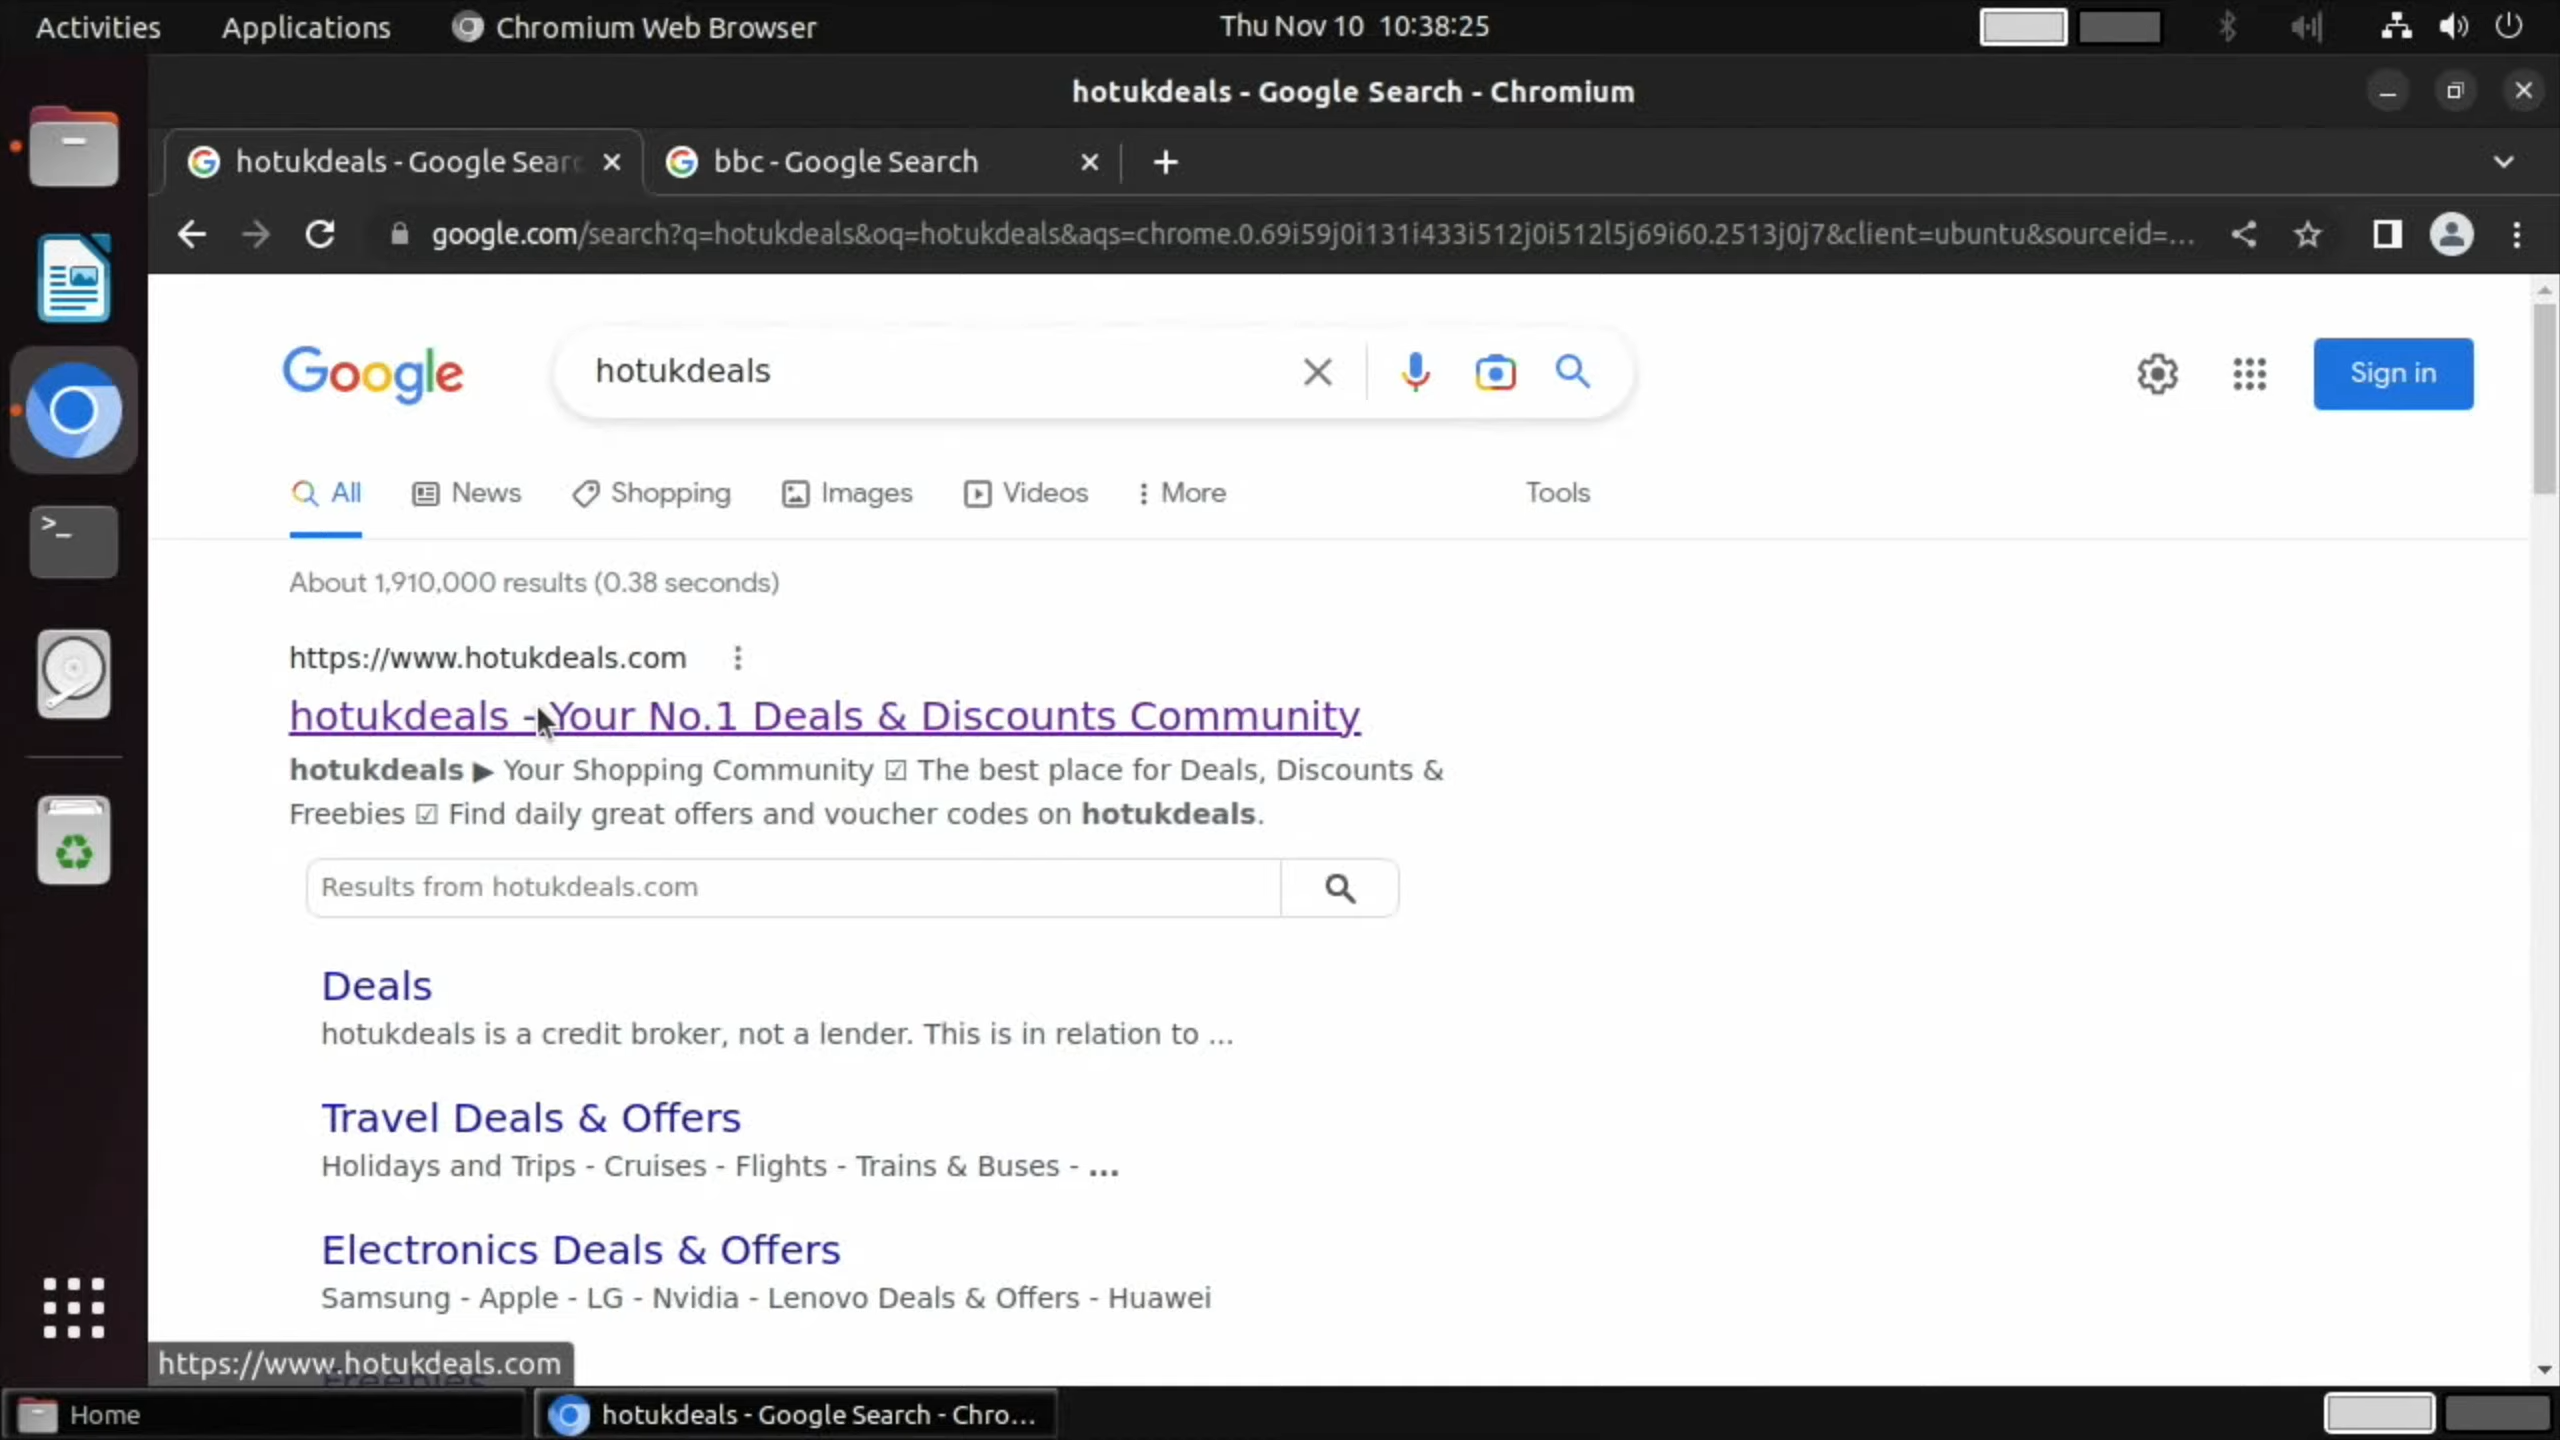 Activities Applications Chromium Web Browser Thu Nov 10 10:38:25
hotukdeals - Google Search - Chromium
hotukdeals - Google Sear bbc - Google Search
google.com/search?q=hotukdeals&oq=hotukdeals&aqs=chrome.0.69i59j0i131i433i512j0i512l5j69i60.2513j0j7&client=ubuntu&sourceid=...
Google hotukdeals Sign in
All News Shopping Images Videos More Tools
About 1,910,000 results (0.38 seconds)
https://www.hotukdeals.com
hotukdeals - Your No.1 Deals & Discounts Community
hotukdeals ▶ Your Shopping Community ☑ The best place for Deals, Discounts &
Freebies ☑ Find daily great offers and voucher codes on hotukdeals.
Results from hotukdeals.com
Deals
hotukdeals is a credit broker, not a lender. This is in relation to ...
Travel Deals & Offers
Holidays and Trips - Cruises - Flights - Trains & Buses - ...
Electronics Deals & Offers
Samsung - Apple - LG - Nvidia - Lenovo Deals & Offers - Huawei
https://www.hotukdeals.com
Freebies
Home hotukdeals - Google Search - Chro...